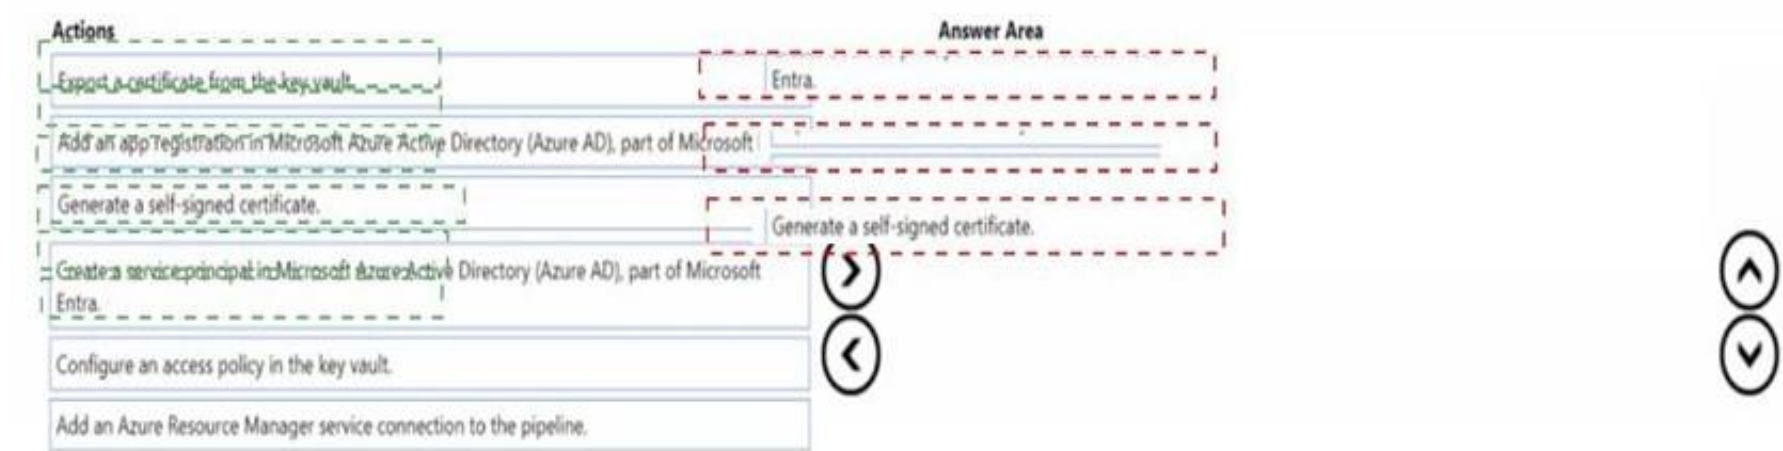 Actions
Answer Area
Export a certificate from the key vault.
Entra.
Add an app registration in Microsoft Azure Active Directory (Azure AD), part of Microsoft
Generate a self-signed certificate.
Generate a self-signed certificate.
Create a service principal in Microsoft Azure Active Directory (Azure AD), part of Microsoft
Entra.
Configure an access policy in the key vault.
Add an Azure Resource Manager service connection to the pipeline.